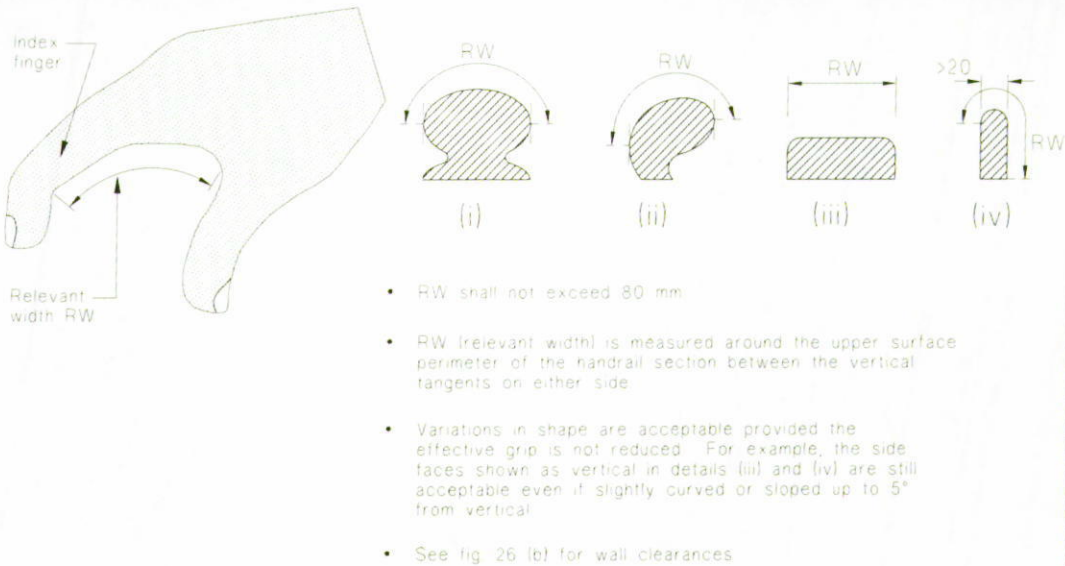 Index
finger
Relevant
width RW
RW
RW
RW
>20
RW
(i)
(ii)
(iii)
(iv)
• RW shall not exceed 80 mm
• RW (relevant width) is measured around the upper surface
perimeter of the handrail section between the vertical
tangents on either side
• Variations in shape are acceptable provided the
effective grip is not reduced For example, the side
faces shown as vertical in details (iii) and (iv) are still
acceptable even if slightly curved or sloped up to 5°
from vertical
• See fig. 26 (b) for wall clearances